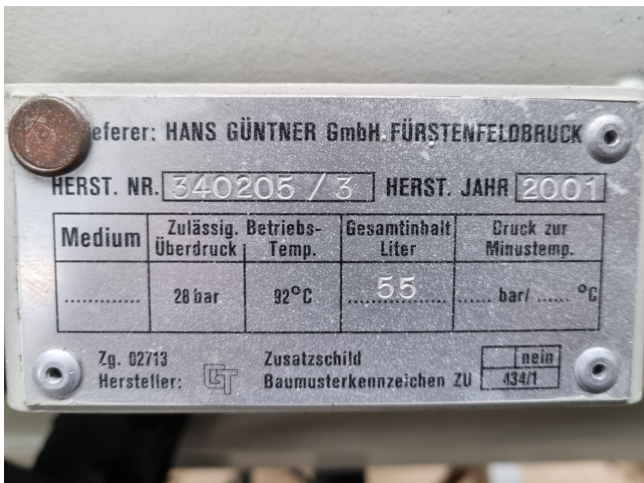 eferer: HANS GÜNTNER GmbH. FÜRSTENFELDBRUCK
HERST. NR. 340205 / 3 HERST. JAHR 2001
Medium Zulässig. Überdruck Betriebs- Temp. Gesamtinhalt Liter Druck zur Minustemp.
............. 28 bar 92°C ...55... ...... bar/ ...... °C
Zg. 02713 Zusatzschild nein
Hersteller: GT Baumusterkennzeichen ZU 434/1